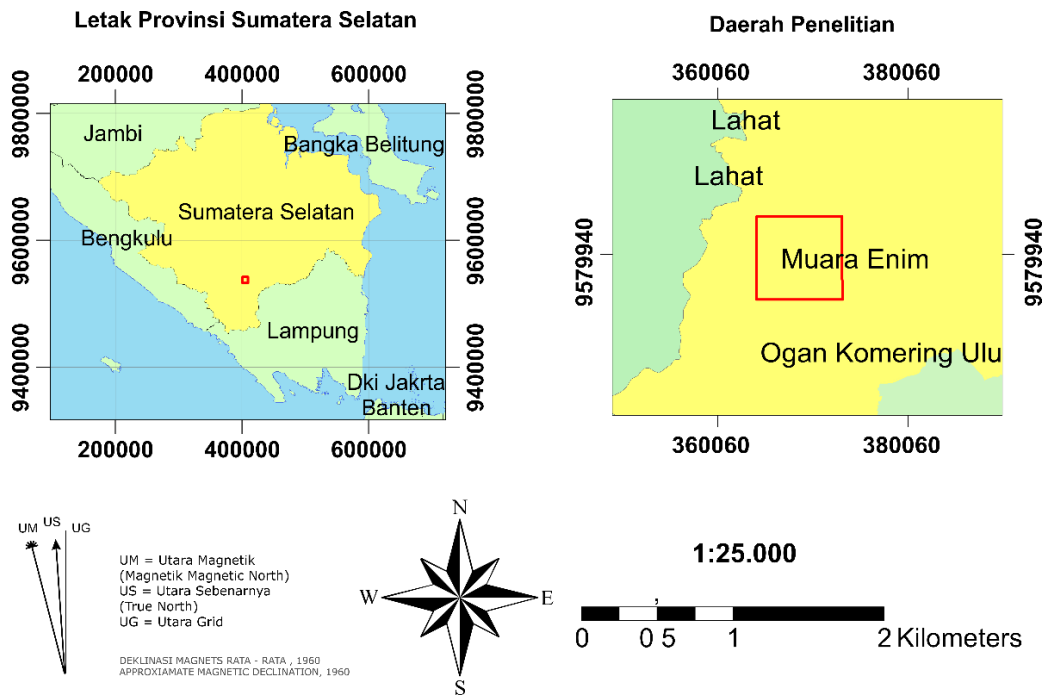 Letak Provinsi Sumatera Selatan
200000 400000 600000
9800000
9600000
9400000
Jambi
Bangka Belitung
Sumatera Selatan
Bengkulu
Lampung
Dki Jakrta
Banten
9800000
9600000
9400000
200000 400000 600000
Daerah Penelitian
360060 380060
Lahat
Lahat
9579940
Muara Enim
9579940
Ogan Komering Ulu
360060 380060
UM US UG
UM = Utara Magnetik
(Magnetik Magnetic North)
US = Utara Sebenarnya
(True North)
UG = Utara Grid
DEKLINASI MAGNETS RATA - RATA , 1960
APPROXIAMATE MAGNETIC DECLINATION, 1960
N
W E
S
1:25.000
,
0 0 5 1 2 Kilometers